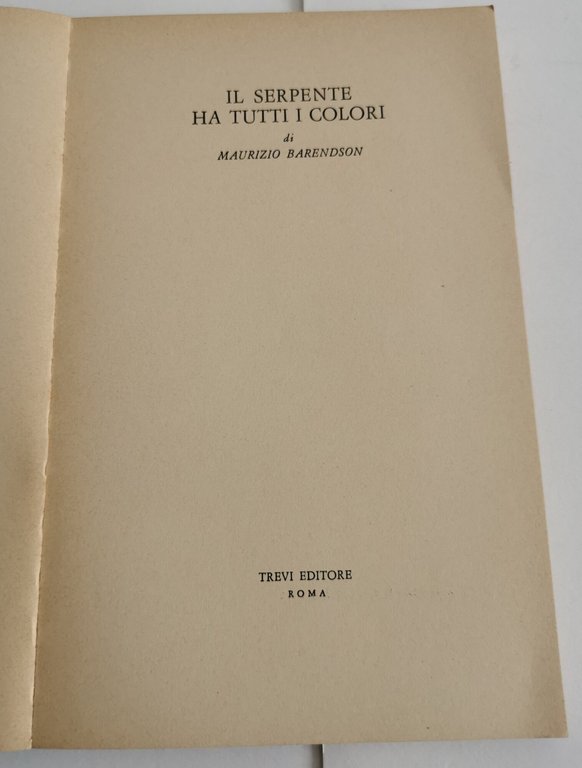 IL SERPENTE
HA TUTTI I COLORI
di
MAURIZIO BARENDSON
TREVI EDITORE
ROMA